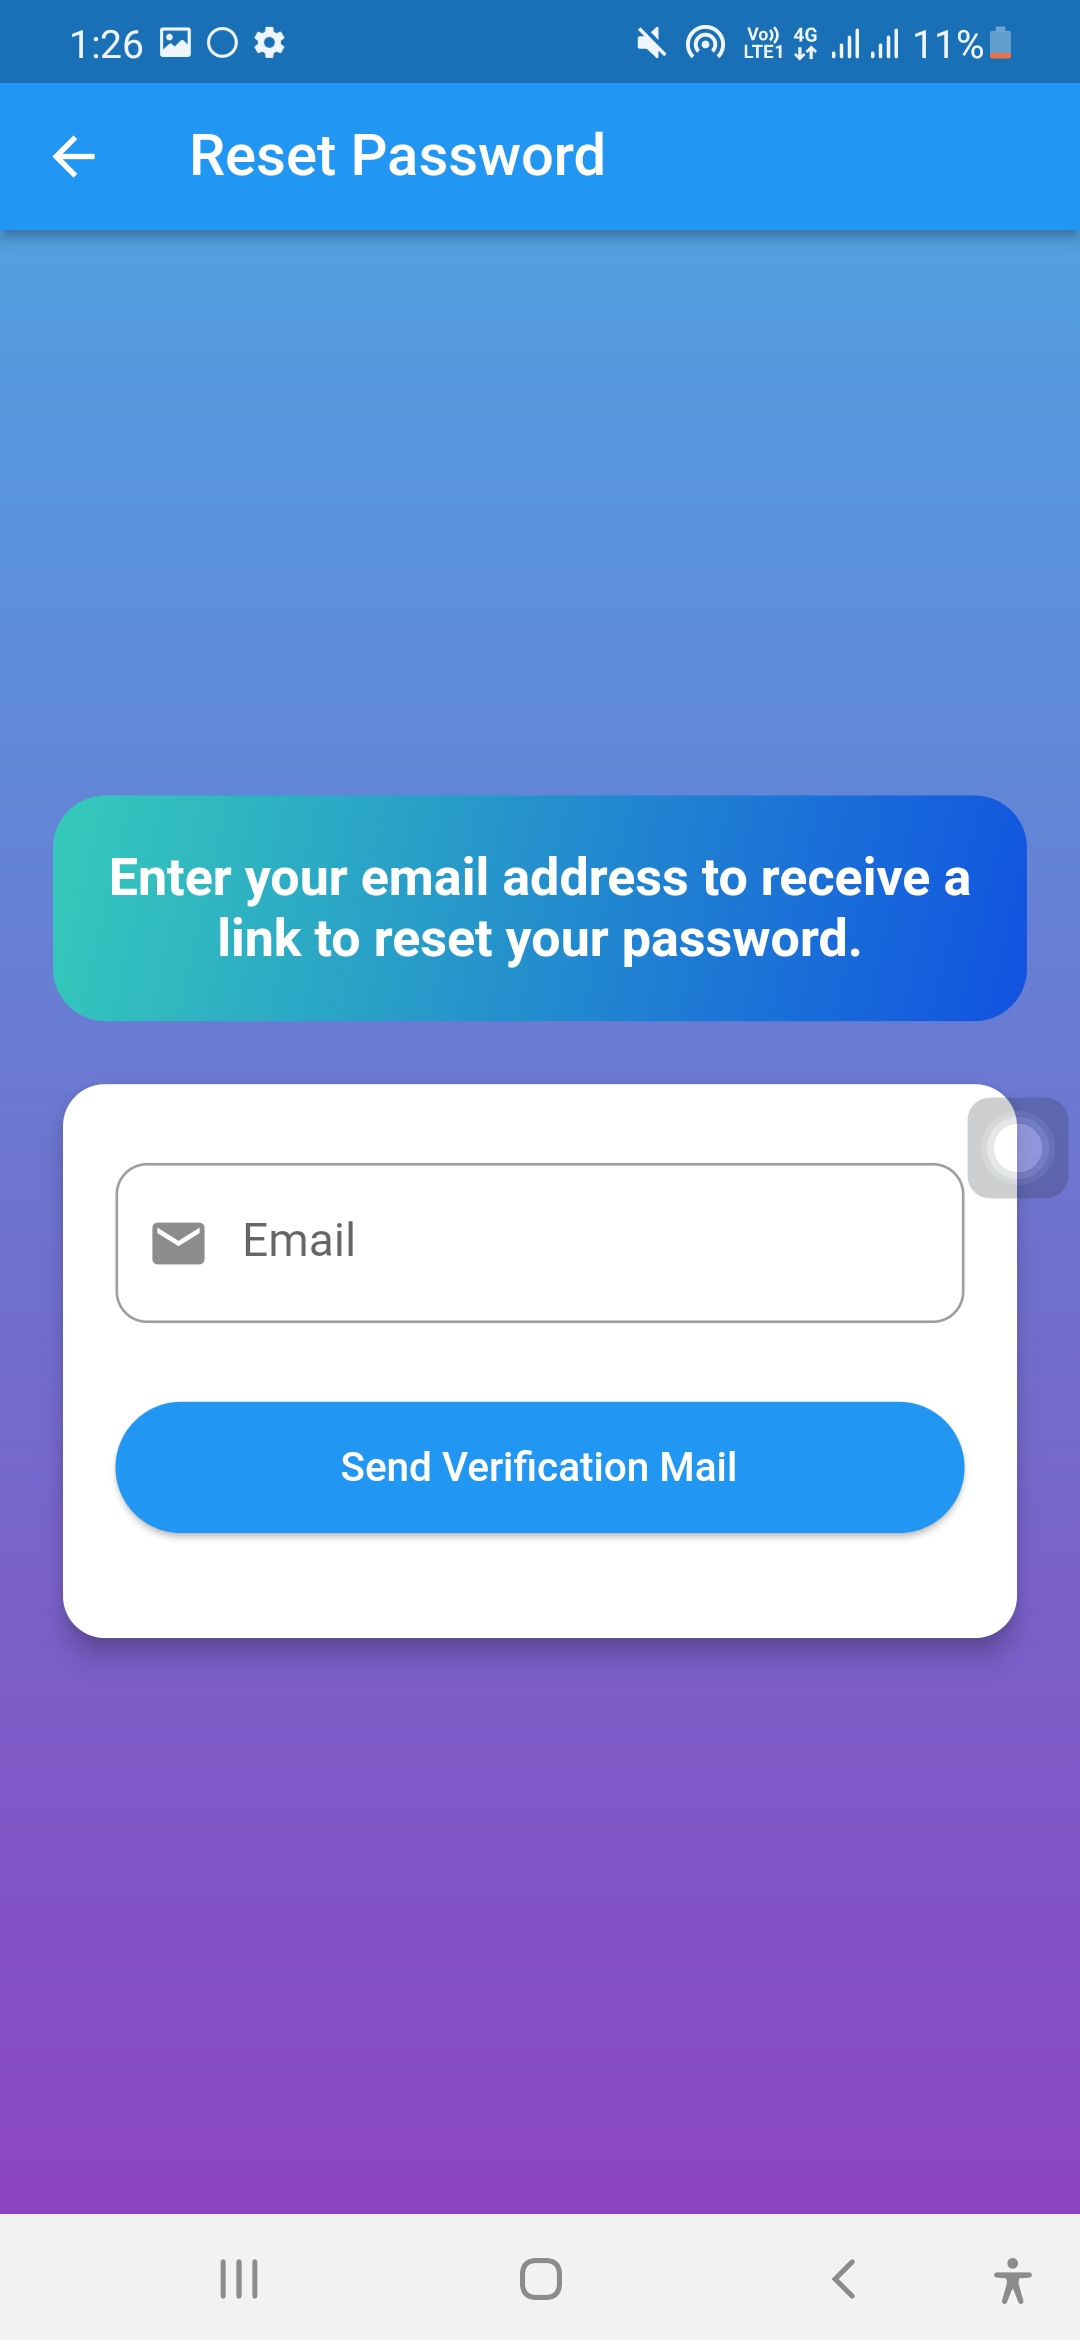 1:26 Vo)) LTE1 4G 11%
Reset Password
Enter your email address to receive a
link to reset your password.
Email
Send Verification Mail